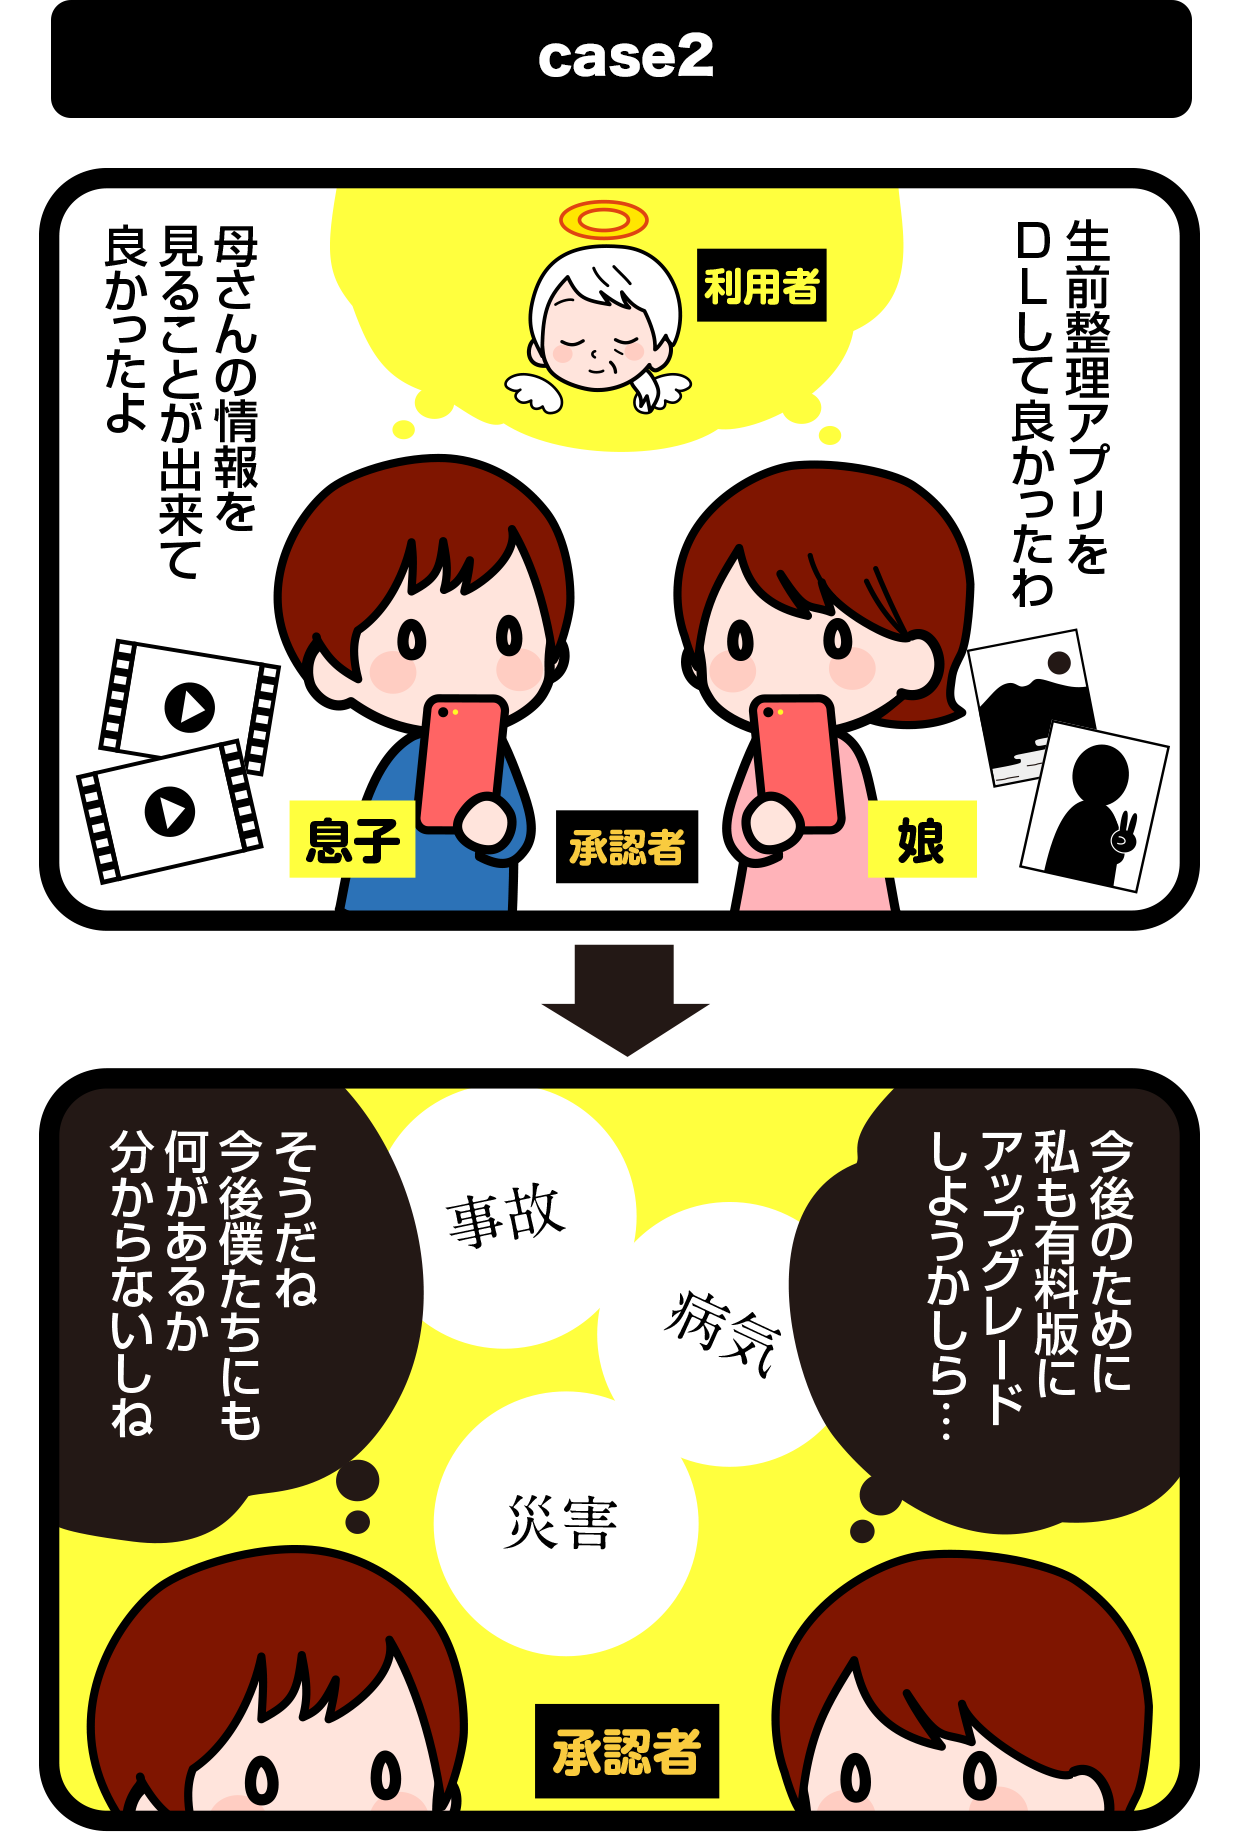 case2
生前整理アプリを
DLして良かったわ
利用者
母さんの情報を
見ることが出来て
良かったよ
息子
承認者
娘
今後のために
私も有料版に
アップグレード
しようかしら…
事故
病気
災害
そうだね
今後僕たちにも
何があるか
分からないしね
承認者